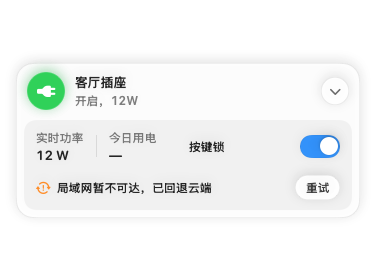 客厅插座
开启，12W
实时功率
12 W
今日用电
—
按键锁
局域网暂不可达，已回退云端
重试